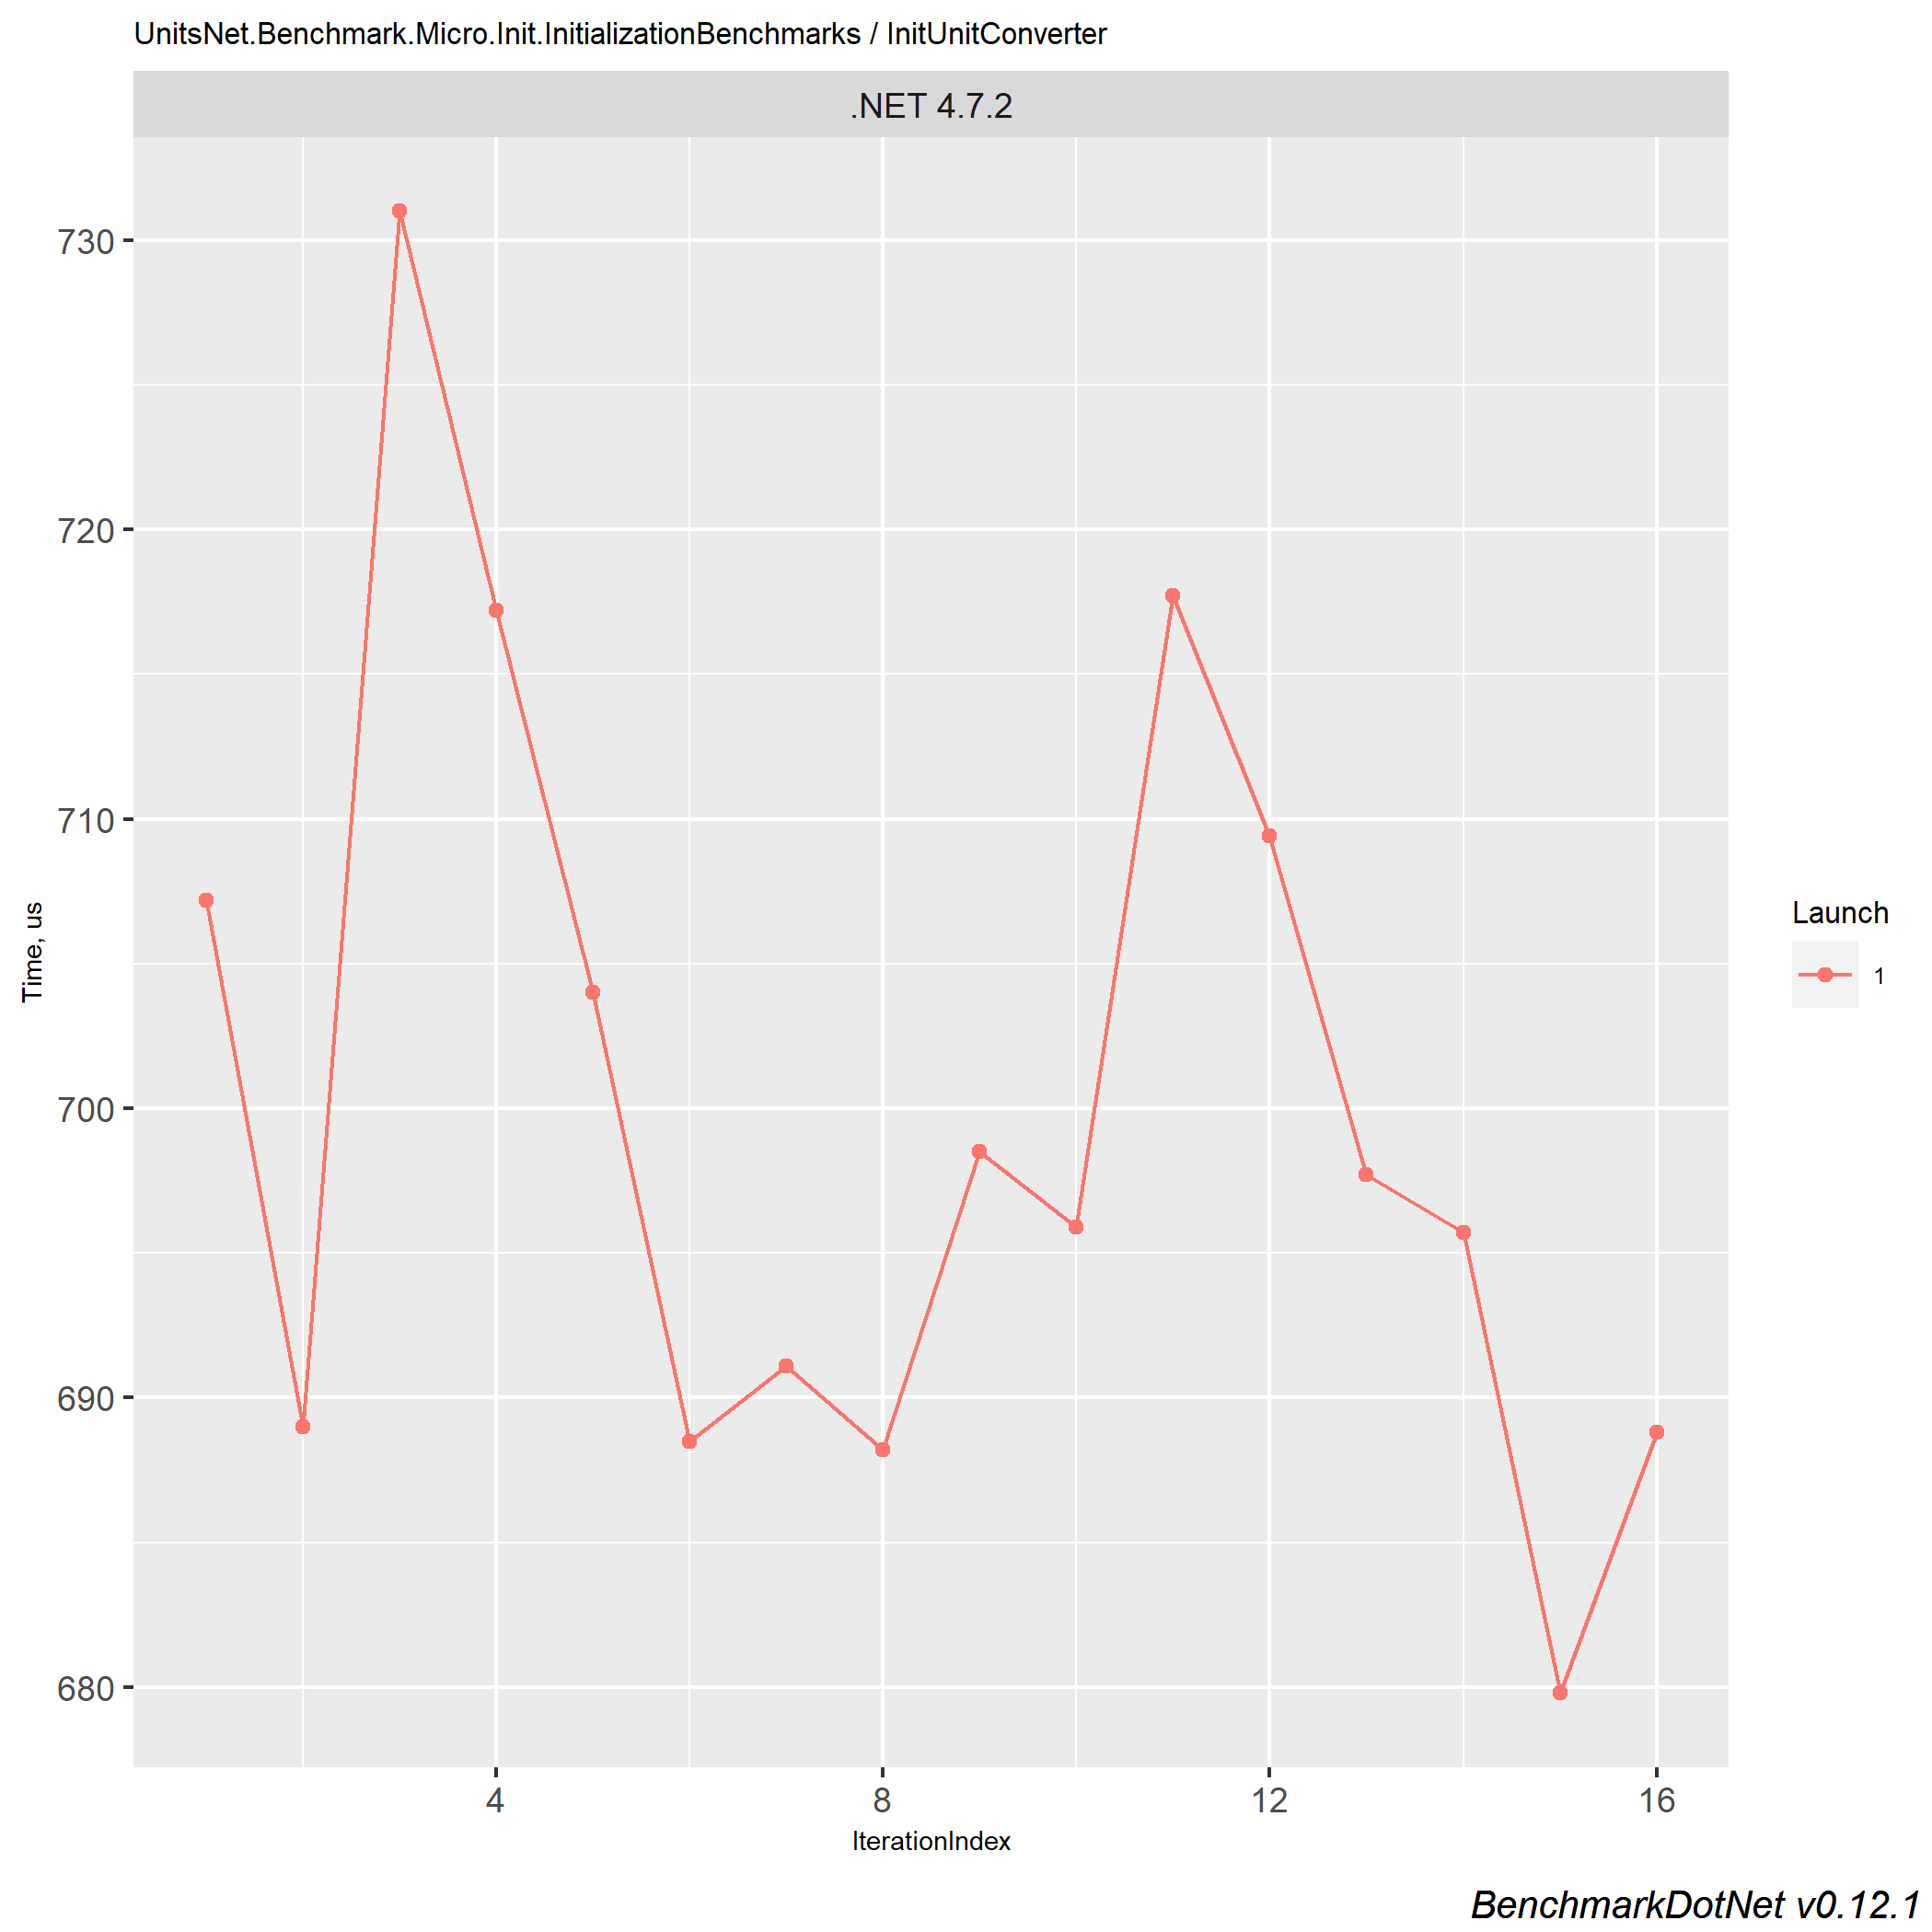 UnitsNet.Benchmark.Micro.Init.InitializationBenchmarks / InitUnitConverter
.NET 4.7.2
730
720
710
700
690
680
Time, us
4
8
12
16
IterationIndex
Launch
1
BenchmarkDotNet v0.12.1